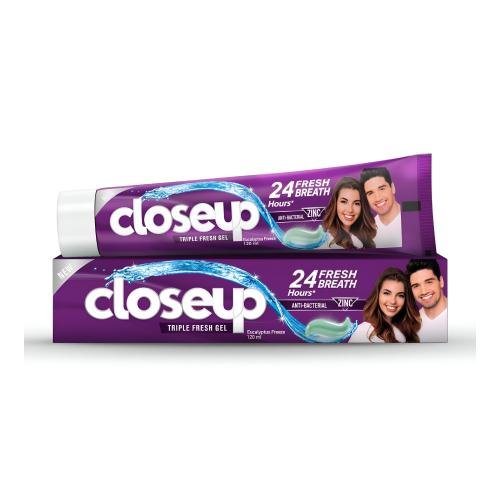 24 FRESH
BREATH
Hours*
ANTI-BACTERIAL ZINC
closeup
TRIPLE FRESH GEL
Eucalyptus Freeze
120 ml
NEW
24 FRESH
BREATH
Hours*
ANTI-BACTERIAL ZINC
closeup
TRIPLE FRESH GEL
Eucalyptus Freeze
120 ml